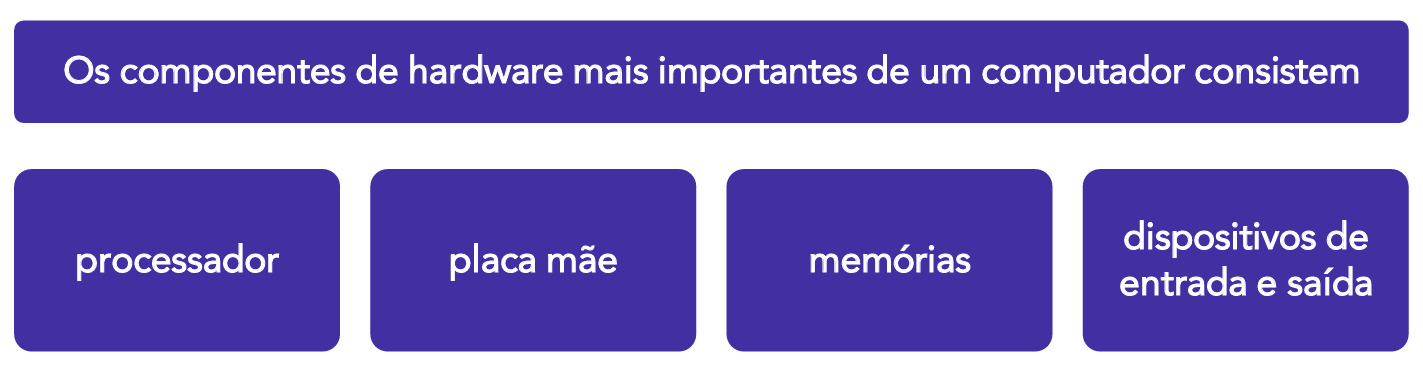 Os componentes de hardware mais importantes de um computador consistem
processador
placa mãe
memórias
dispositivos de
entrada e saída